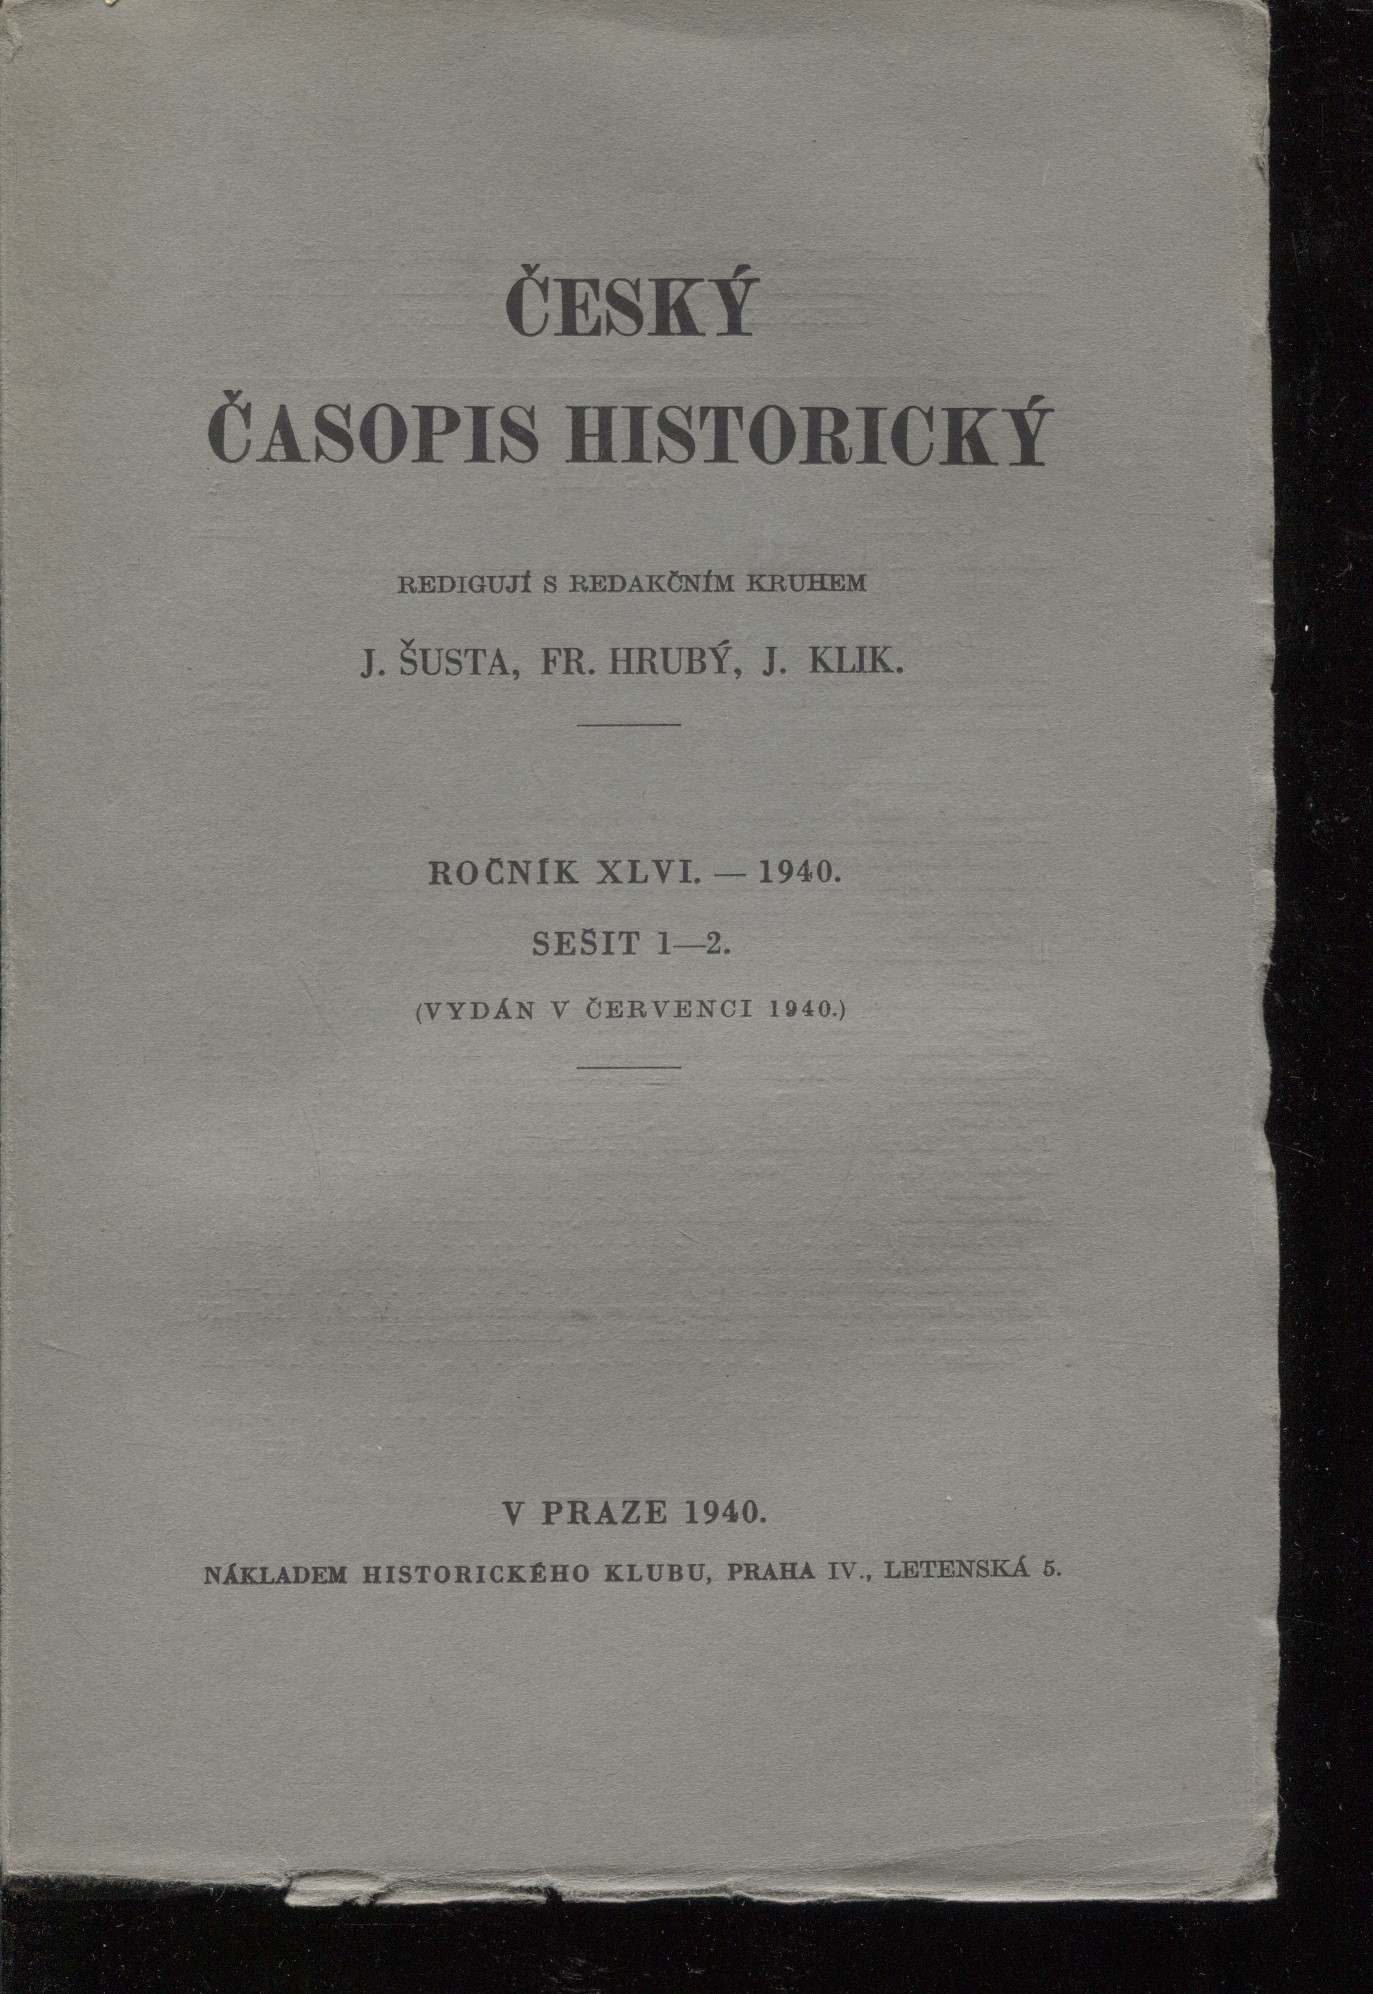 ČESKÝ
ČASOPIS HISTORICKÝ
REDIGUJÍ S REDAKČNÍM KRUHEM
J. ŠUSTA, FR. HRUBÝ, J. KLIK.
ROČNÍK XLVI. — 1940.
SEŠIT 1—2.
(VYDÁN V ČERVENCI 1940.)
V PRAZE 1940.
NÁKLADEM HISTORICKÉHO KLUBU, PRAHA IV., LETENSKÁ 5.